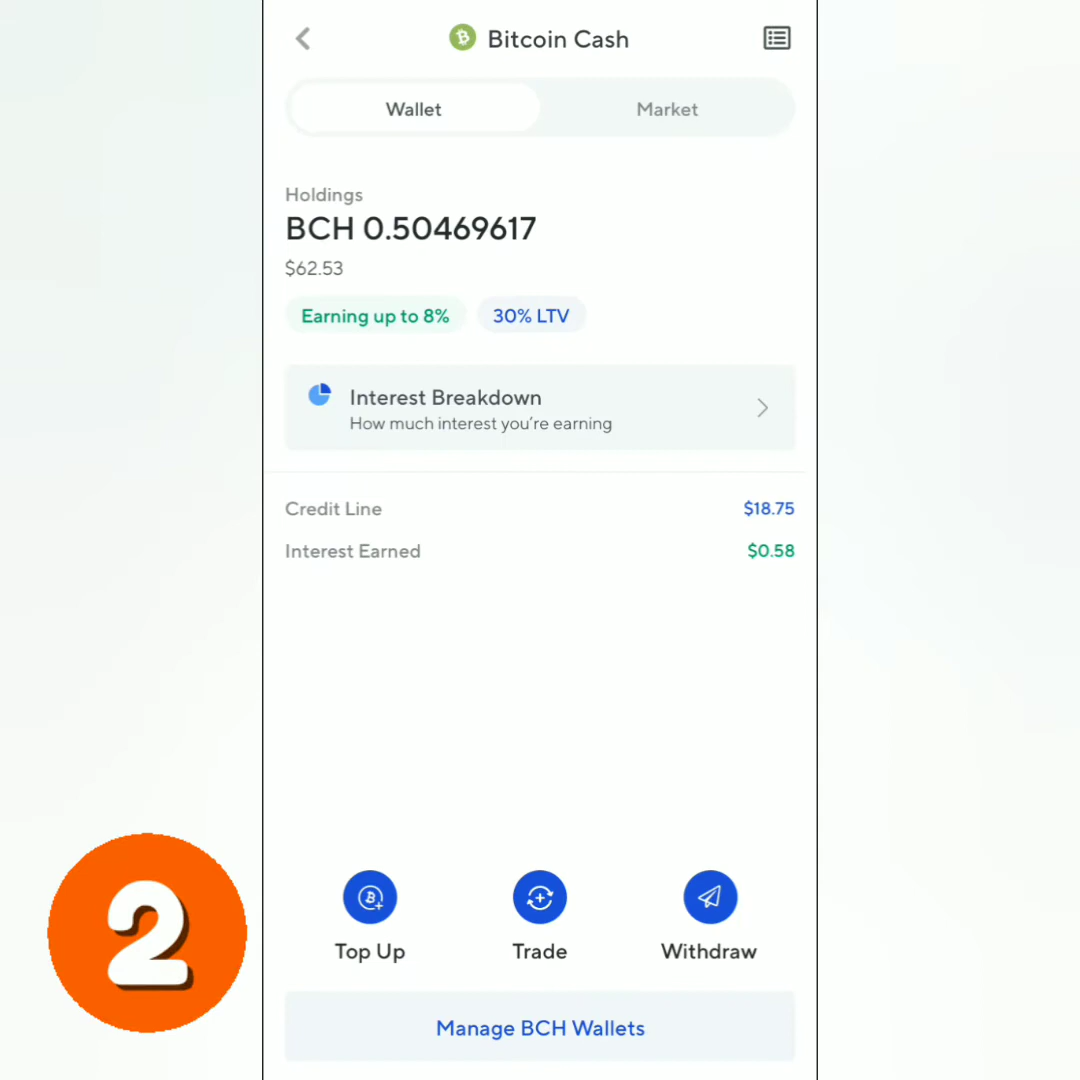 Bitcoin Cash
Wallet
Market
Holdings
BCH 0.50469617
$62.53
Earning up to 8%
30% LTV
Interest Breakdown
How much interest you're earning
Credit Line
$18.75
Interest Earned
$0.58
Top Up
Trade
Withdraw
Manage BCH Wallets
2